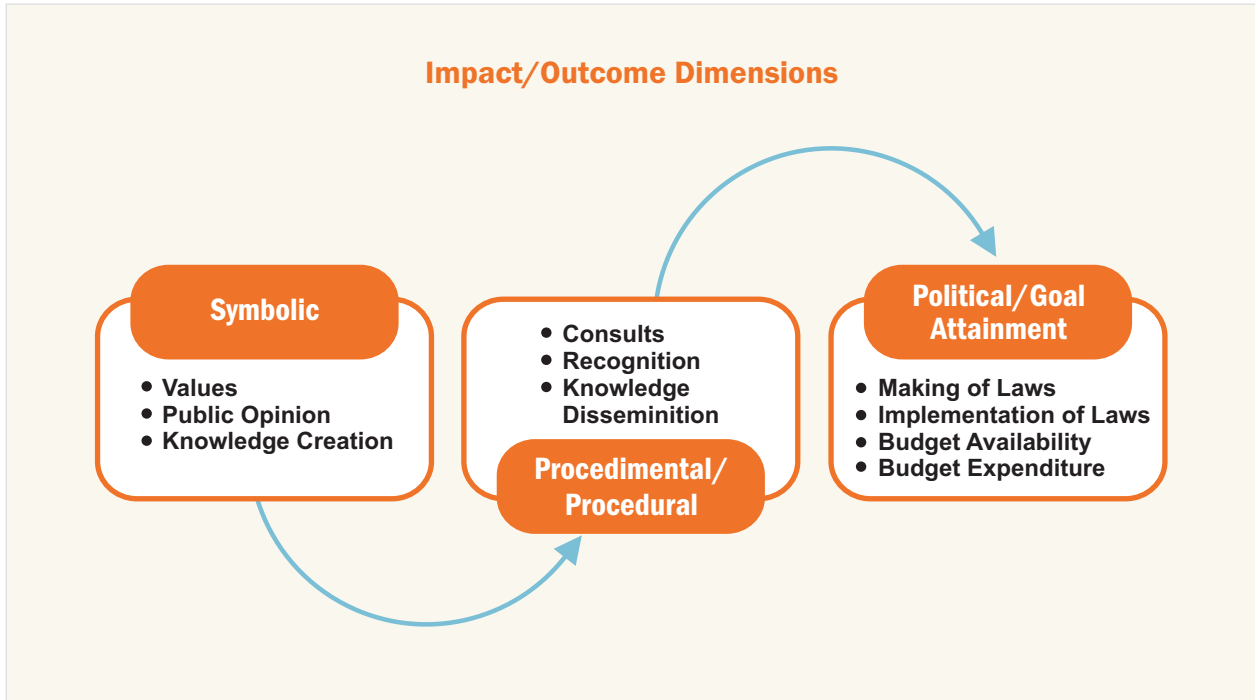 Impact/Outcome Dimensions
Symbolic
• Values
• Public Opinion
• Knowledge Creation
• Consults
• Recognition
• Knowledge
Disseminition
Procedimental/
Procedural
Political/Goal
Attainment
• Making of Laws
• Implementation of Laws
• Budget Availability
• Budget Expenditure